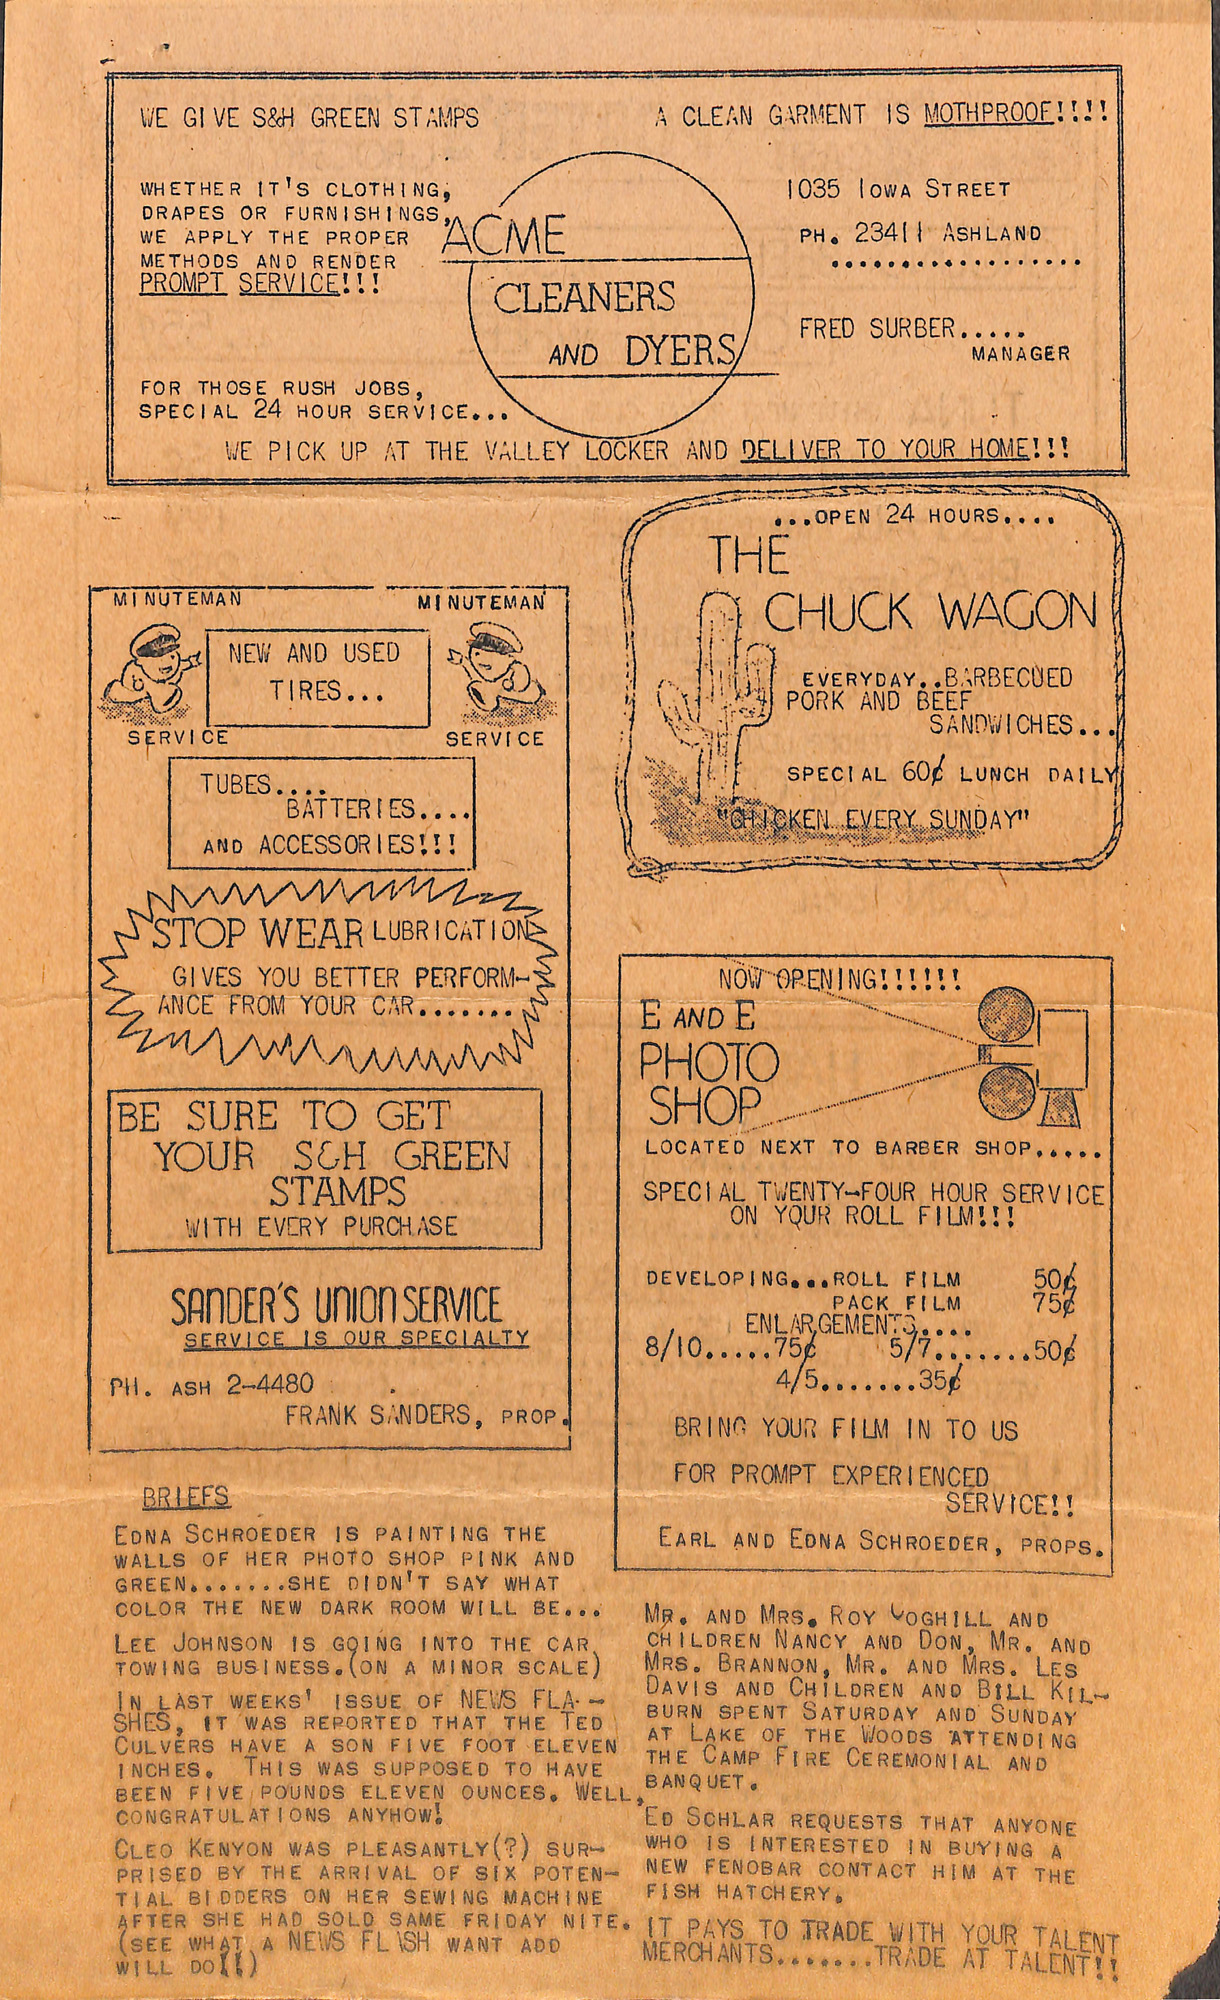 WE GIVE S&H GREEN STAMPS
A CLEAN GARMENT IS MOTHPROOF!!!!
WHETHER IT'S CLOTHING,
DRAPES OR FURNISHINGS,
WE APPLY THE PROPER
METHODS AND RENDER
PROMPT SERVICE!!!
ACME
CLEANERS
AND DYERS
1035 IOWA STREET
PH. 23411 ASHLAND
..................
FRED SURBER.....
MANAGER
FOR THOSE RUSH JOBS,
SPECIAL 24 HOUR SERVICE...
WE PICK UP AT THE VALLEY LOCKER AND DELIVER TO YOUR HOME!!!
...OPEN 24 HOURS....
THE
CHUCK WAGON
EVERYDAY..BARBECUED
PORK AND BEEF
SANDWICHES...
SPECIAL 60¢ LUNCH DAILY
"CHICKEN EVERY SUNDAY"
MINUTEMAN
MINUTEMAN
NEW AND USED
TIRES...
SERVICE
SERVICE
TUBES....
BATTERIES....
AND ACCESSORIES!!!
STOP WEAR LUBRICATION
GIVES YOU BETTER PERFORM-
ANCE FROM YOUR CAR.......
BE SURE TO GET
YOUR S&H GREEN
STAMPS
WITH EVERY PURCHASE
SANDER'S UNION SERVICE
SERVICE IS OUR SPECIALTY
PH. ASH 2-4480
FRANK SANDERS, PROP.
NOW OPENING!!!!!!
E AND E
PHOTO
SHOP
LOCATED NEXT TO BARBER SHOP.....
SPECIAL TWENTY-FOUR HOUR SERVICE
ON YOUR ROLL FILM!!!
DEVELOPING...ROLL FILM 50¢
PACK FILM 75¢
ENLARGEMENTS....
8/10.....75¢ 5/7.......50¢
4/5.......35¢
BRING YOUR FILM IN TO US
FOR PROMPT EXPERIENCED
SERVICE!!
EARL AND EDNA SCHROEDER, PROPS.
BRIEFS
EDNA SCHROEDER IS PAINTING THE
WALLS OF HER PHOTO SHOP PINK AND
GREEN.......SHE DIDN'T SAY WHAT
COLOR THE NEW DARK ROOM WILL BE...
LEE JOHNSON IS GOING INTO THE CAR
TOWING BUSINESS.(ON A MINOR SCALE)
IN LAST WEEKS' ISSUE OF NEWS FLA-
SHES, IT WAS REPORTED THAT THE TED
CULVERS HAVE A SON FIVE FOOT ELEVEN
INCHES. THIS WAS SUPPOSED TO HAVE
BEEN FIVE POUNDS ELEVEN OUNCES. WELL,
CONGRATULATIONS ANYHOW!
CLEO KENYON WAS PLEASANTLY(?) SUR-
PRISED BY THE ARRIVAL OF SIX POTEN-
TIAL BIDDERS ON HER SEWING MACHINE
AFTER SHE HAD SOLD SAME FRIDAY NITE.
(SEE WHAT A NEWS FLASH WANT ADD
WILL DO!!)
MR. AND MRS. ROY COGHILL AND
CHILDREN NANCY AND DON, MR. AND
MRS. BRANNON, MR. AND MRS. LES
DAVIS AND CHILDREN AND BILL KIL-
BURN SPENT SATURDAY AND SUNDAY
AT LAKE OF THE WOODS ATTENDING
THE CAMP FIRE CEREMONIAL AND
BANQUET.
ED SCHLAR REQUESTS THAT ANYONE
WHO IS INTERESTED IN BUYING A
NEW FENOBAR CONTACT HIM AT THE
FISH HATCHERY.
IT PAYS TO TRADE WITH YOUR TALENT
MERCHANTS.......TRADE AT TALENT!!